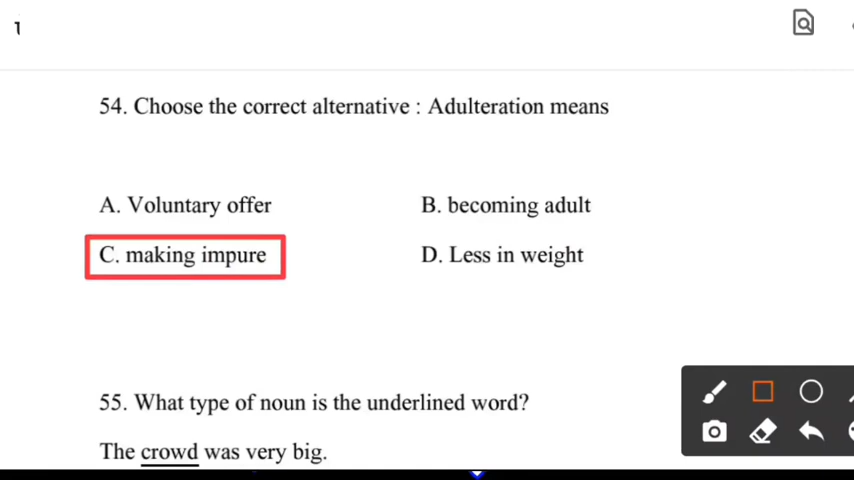 54. Choose the correct alternative : Adulteration means
A. Voluntary offer
B. becoming adult
C. making impure
D. Less in weight
55. What type of noun is the underlined word?
The crowd was very big.